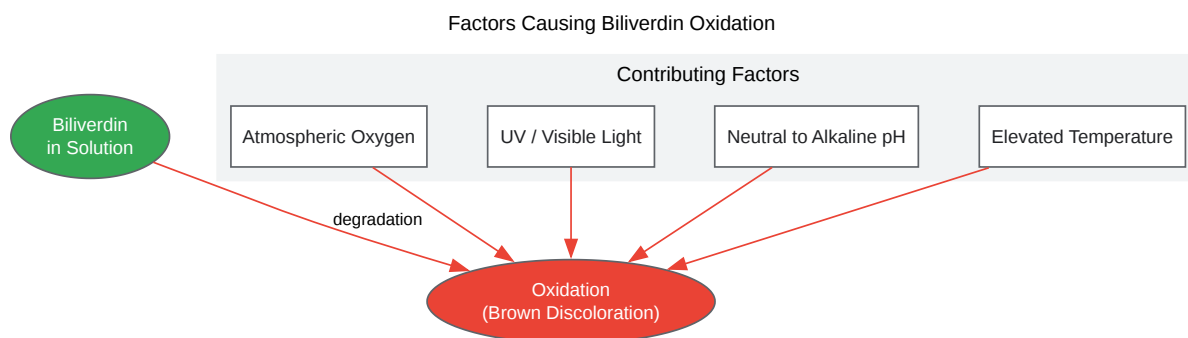 Factors Causing Biliverdin Oxidation
Contributing Factors
Biliverdin
in Solution
Atmospheric Oxygen
UV / Visible Light
Neutral to Alkaline pH
Elevated Temperature
degradation
Oxidation
(Brown Discoloration)